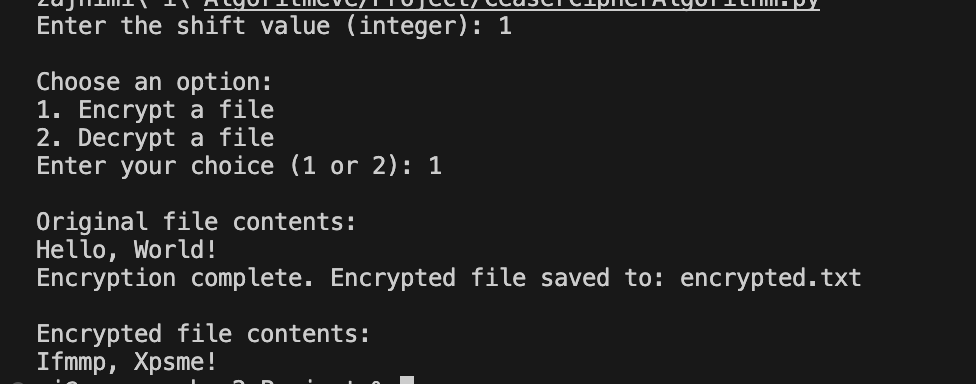 Enter the shift value (integer): 1
Choose an option:
1. Encrypt a file
2. Decrypt a file
Enter your choice (1 or 2): 1
Original file contents:
Hello, World!
Encryption complete. Encrypted file saved to: encrypted.txt
Encrypted file contents:
Ifmmp, Xpsme!